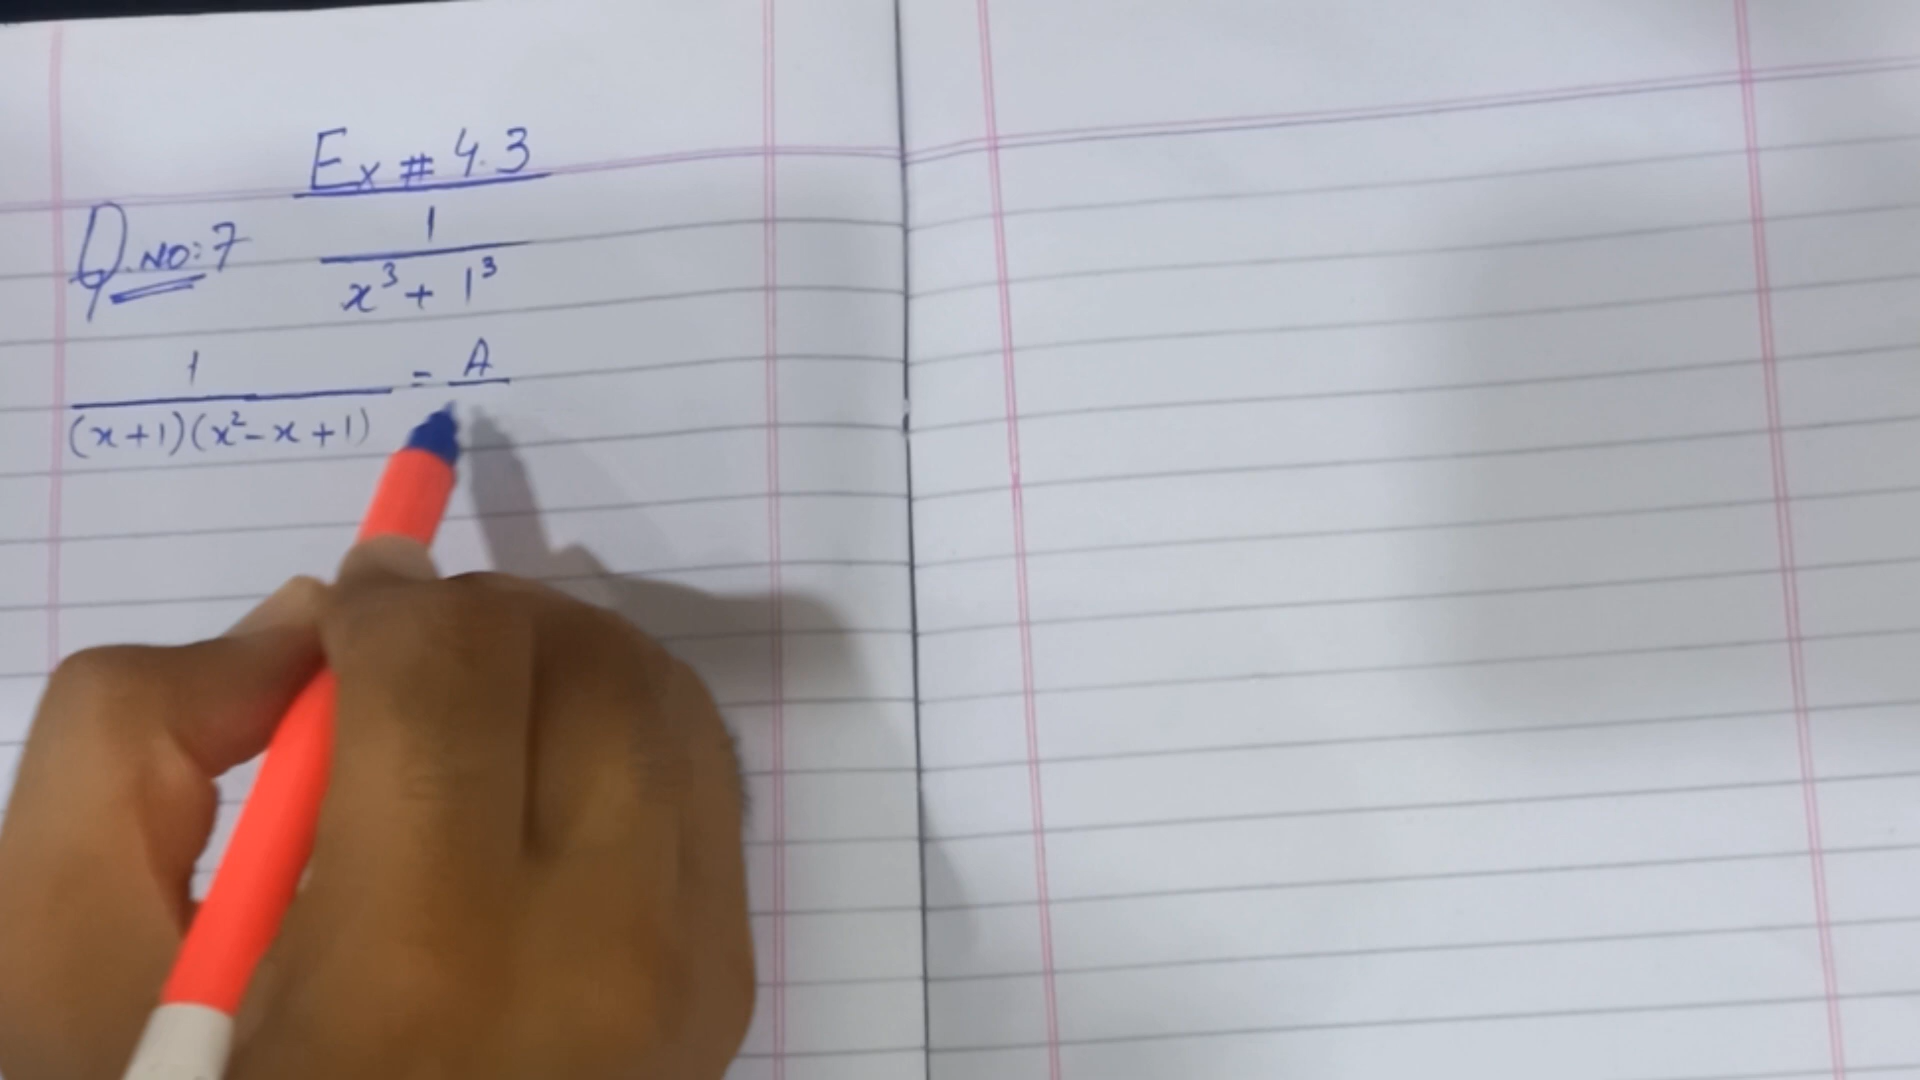 Ex # 4.3
Q.NO:7 1/(x³ + 1³)
1/((x+1)(x²-x+1)) = A